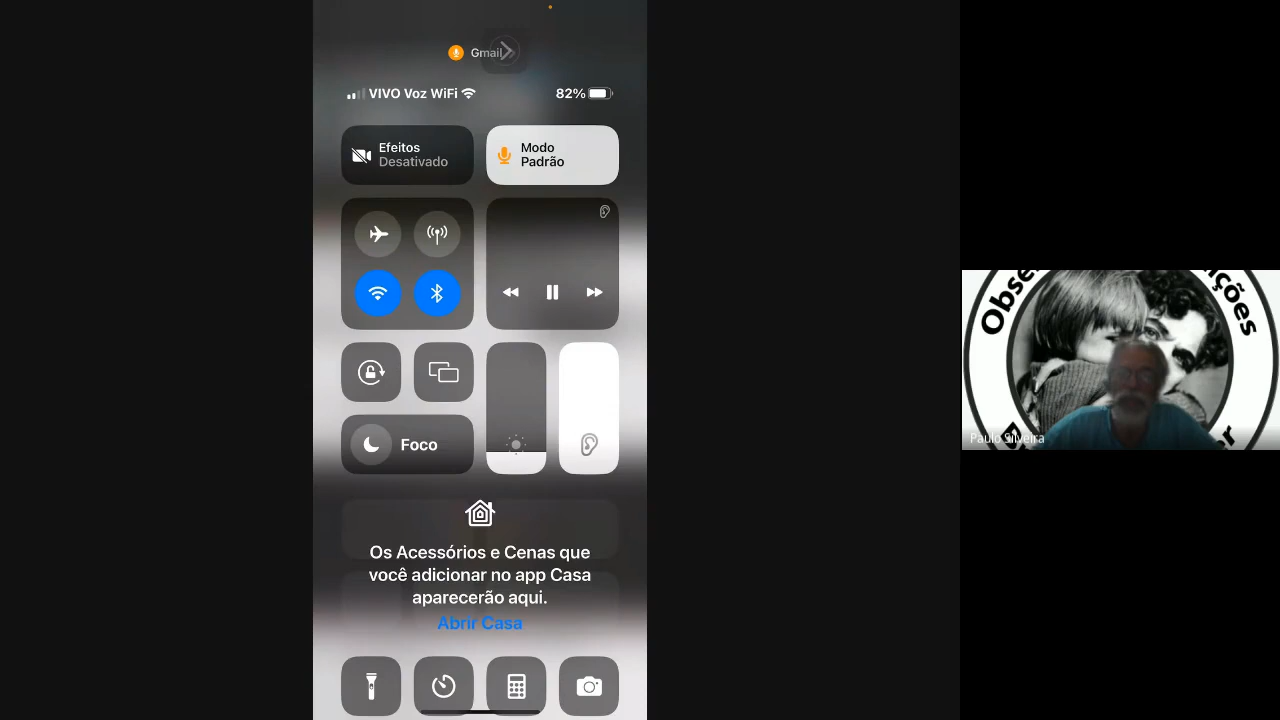 Gmail
VIVO Voz WiFi
82%
Efeitos
Desativado
Modo
Padrão
Foco
Os Acessórios e Cenas que
você adicionar no app Casa
aparecerão aqui.
Abrir Casa
Paulo Silveira